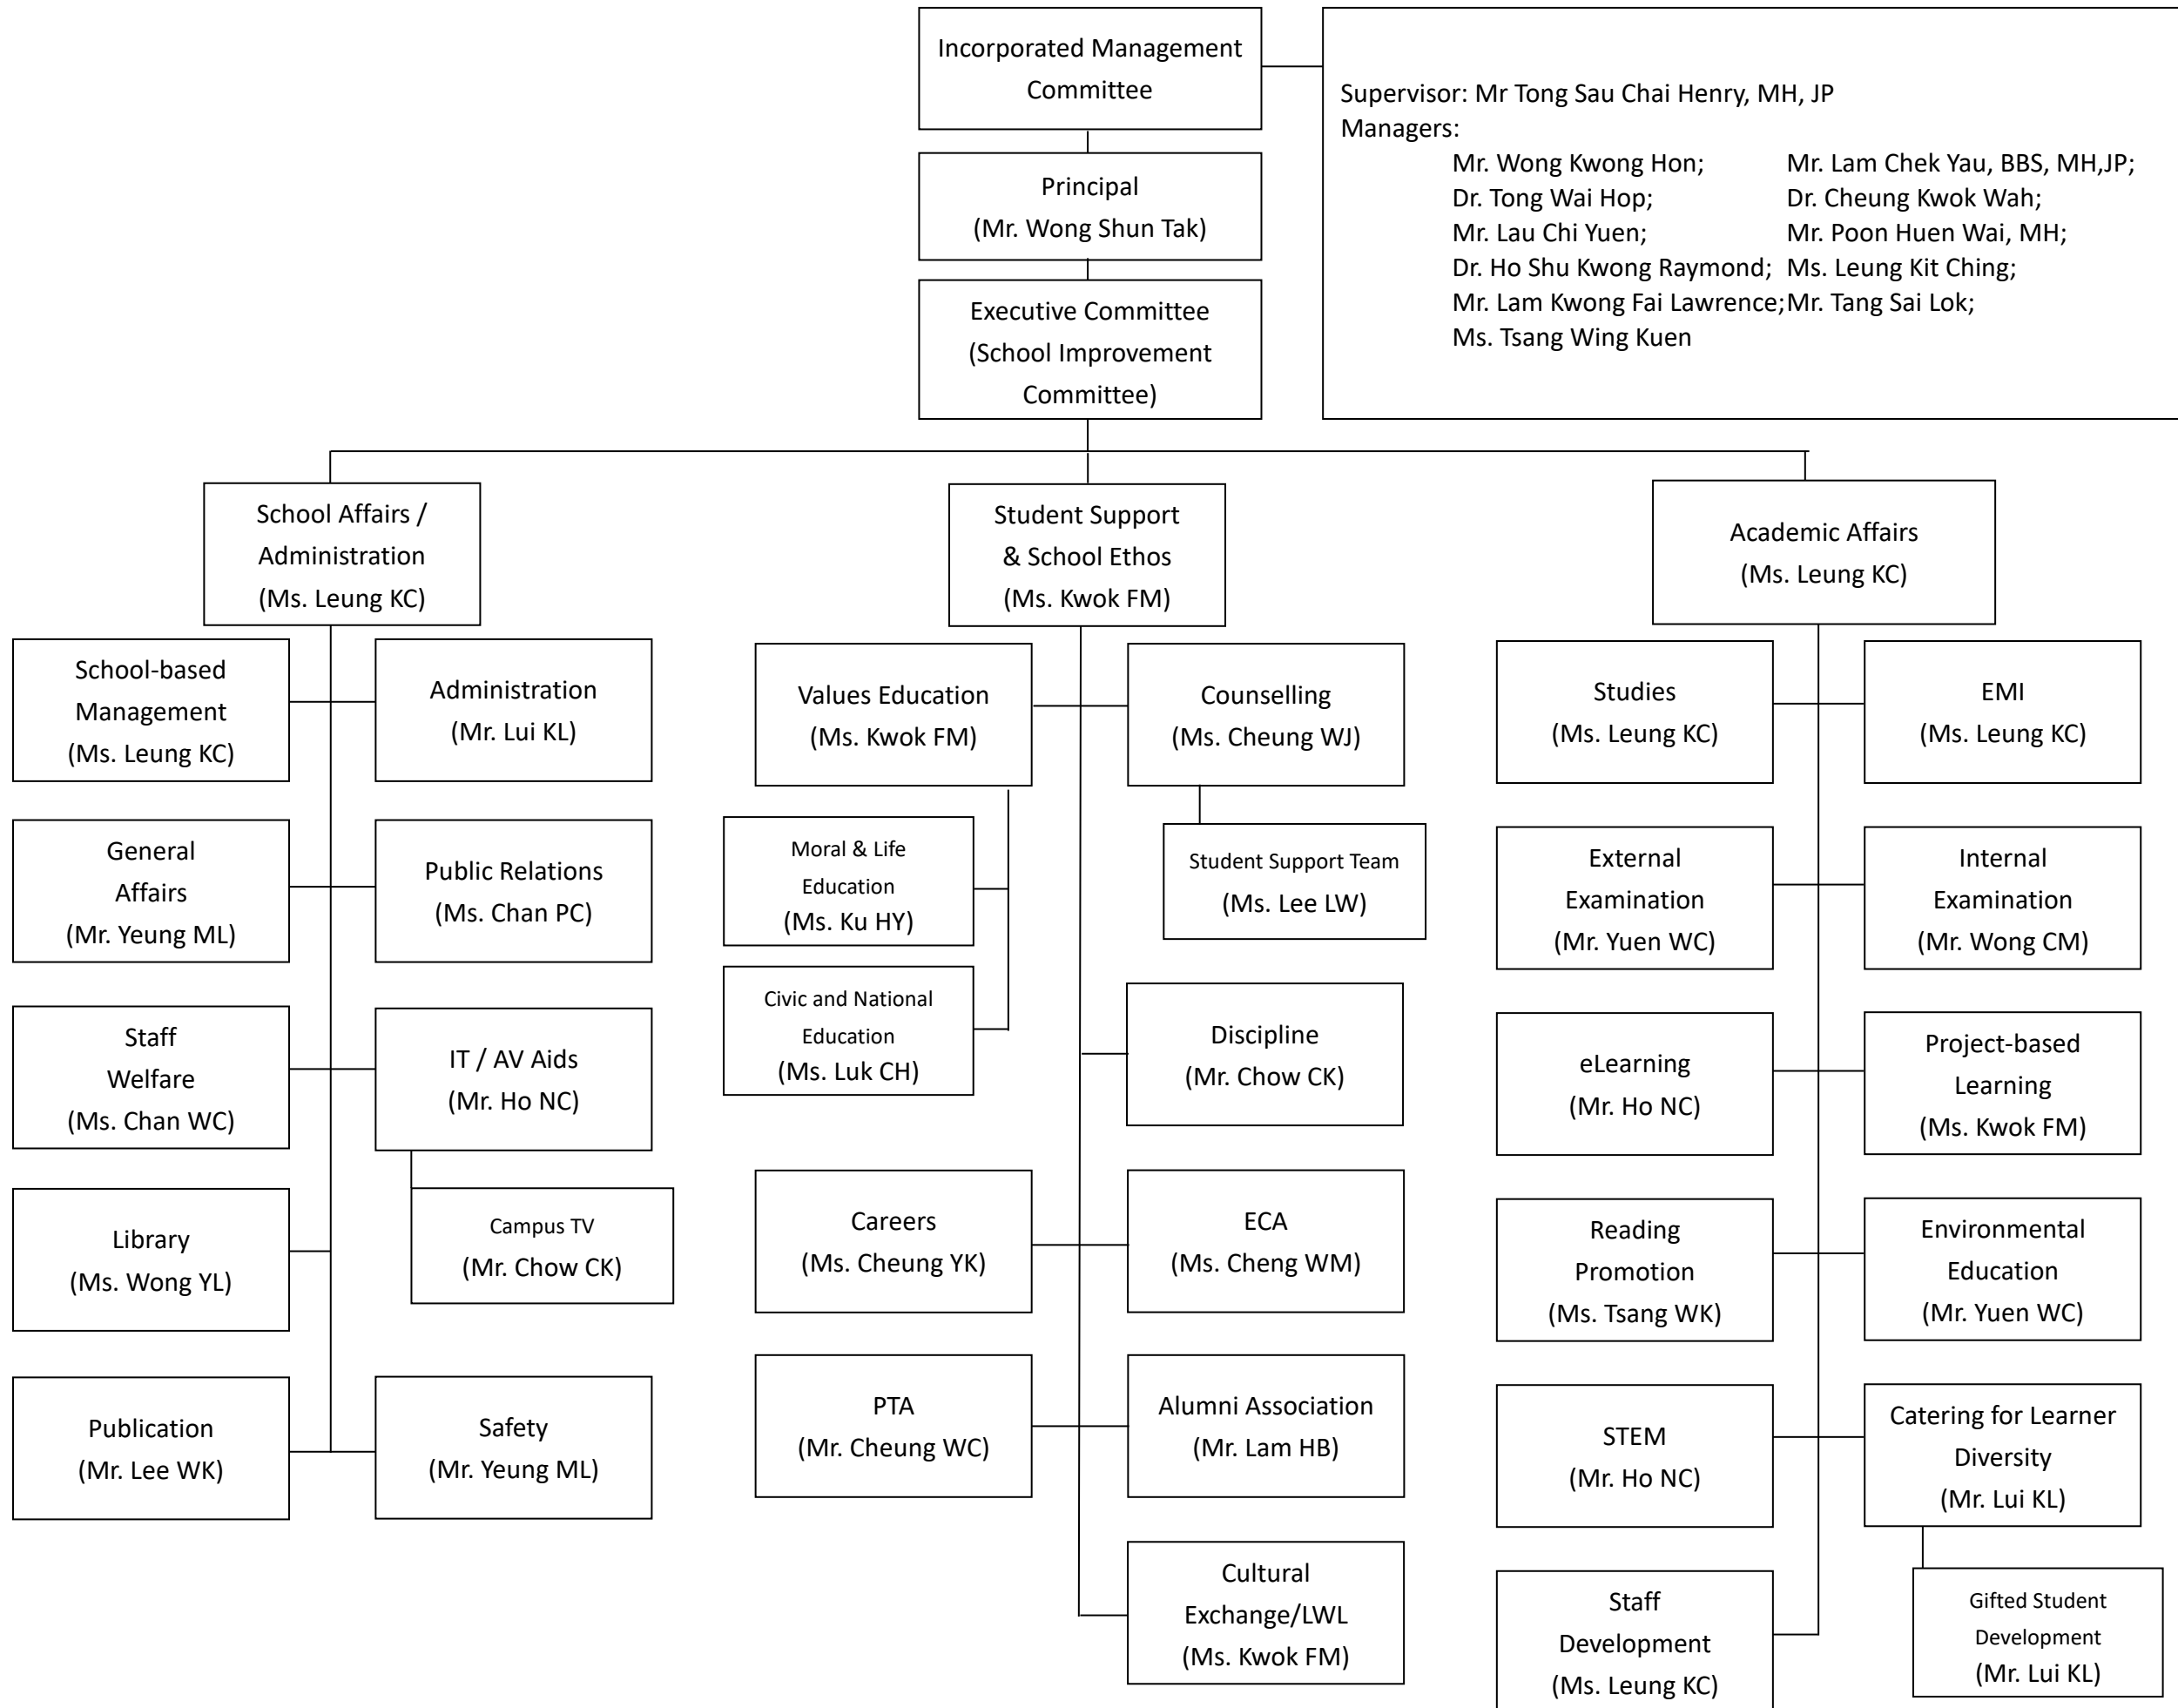 Incorporated Management
Committee
Supervisor: Mr Tong Sau Chai Henry, MH, JP
Managers:
Mr. Wong Kwong Hon; Mr. Lam Chek Yau, BBS, MH,JP;
Dr. Tong Wai Hop; Dr. Cheung Kwok Wah;
Mr. Lau Chi Yuen; Mr. Poon Huen Wai, MH;
Dr. Ho Shu Kwong Raymond; Ms. Leung Kit Ching;
Mr. Lam Kwong Fai Lawrence; Mr. Tang Sai Lok;
Ms. Tsang Wing Kuen
Principal
(Mr. Wong Shun Tak)
Executive Committee
(School Improvement
Committee)
School Affairs /
Administration
(Ms. Leung KC)
School-based
Management
(Ms. Leung KC)
Administration
(Mr. Lui KL)
General
Affairs
(Mr. Yeung ML)
Public Relations
(Ms. Chan PC)
Staff
Welfare
(Ms. Chan WC)
IT / AV Aids
(Mr. Ho NC)
Campus TV
(Mr. Chow CK)
Library
(Ms. Wong YL)
Publication
(Mr. Lee WK)
Safety
(Mr. Yeung ML)
Student Support
& School Ethos
(Ms. Kwok FM)
Values Education
(Ms. Kwok FM)
Counselling
(Ms. Cheung WJ)
Moral & Life
Education
(Ms. Ku HY)
Student Support Team
(Ms. Lee LW)
Civic and National
Education
(Ms. Luk CH)
Discipline
(Mr. Chow CK)
Careers
(Ms. Cheung YK)
ECA
(Ms. Cheng WM)
PTA
(Mr. Cheung WC)
Alumni Association
(Mr. Lam HB)
Cultural
Exchange/LWL
(Ms. Kwok FM)
Academic Affairs
(Ms. Leung KC)
Studies
(Ms. Leung KC)
EMI
(Ms. Leung KC)
External
Examination
(Mr. Yuen WC)
Internal
Examination
(Mr. Wong CM)
eLearning
(Mr. Ho NC)
Project-based
Learning
(Ms. Kwok FM)
Reading
Promotion
(Ms. Tsang WK)
Environmental
Education
(Mr. Yuen WC)
STEM
(Mr. Ho NC)
Catering for Learner
Diversity
(Mr. Lui KL)
Staff
Development
(Ms. Leung KC)
Gifted Student
Development
(Mr. Lui KL)